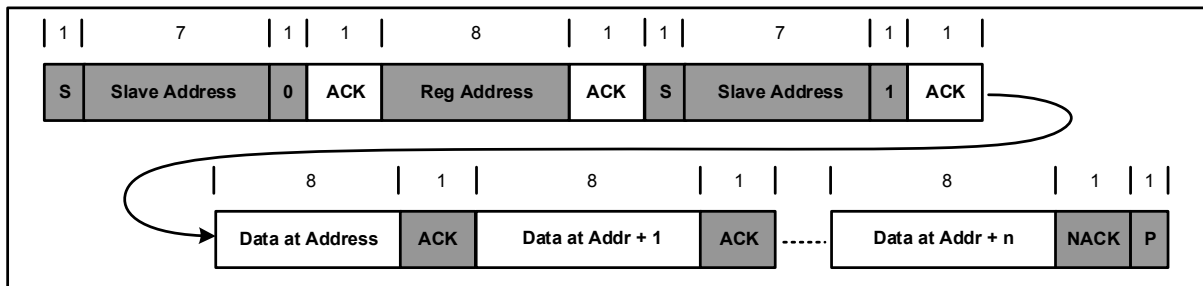 1 7 1 1 8 1 1 7 1 1
S Slave Address 0 ACK Reg Address ACK S Slave Address 1 ACK
8 1 8 1 8 1 1
Data at Address ACK Data at Addr + 1 ACK Data at Addr + n NACK P